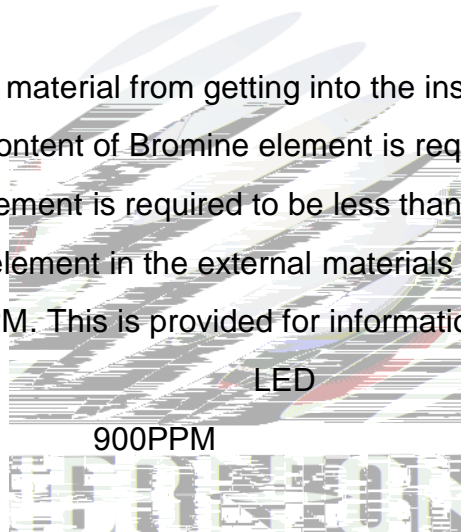 material from getting into the ins
ontent of Bromine element is req
ement is required to be less than
element in the external materials
M. This is provided for informatio
LED
900PPM